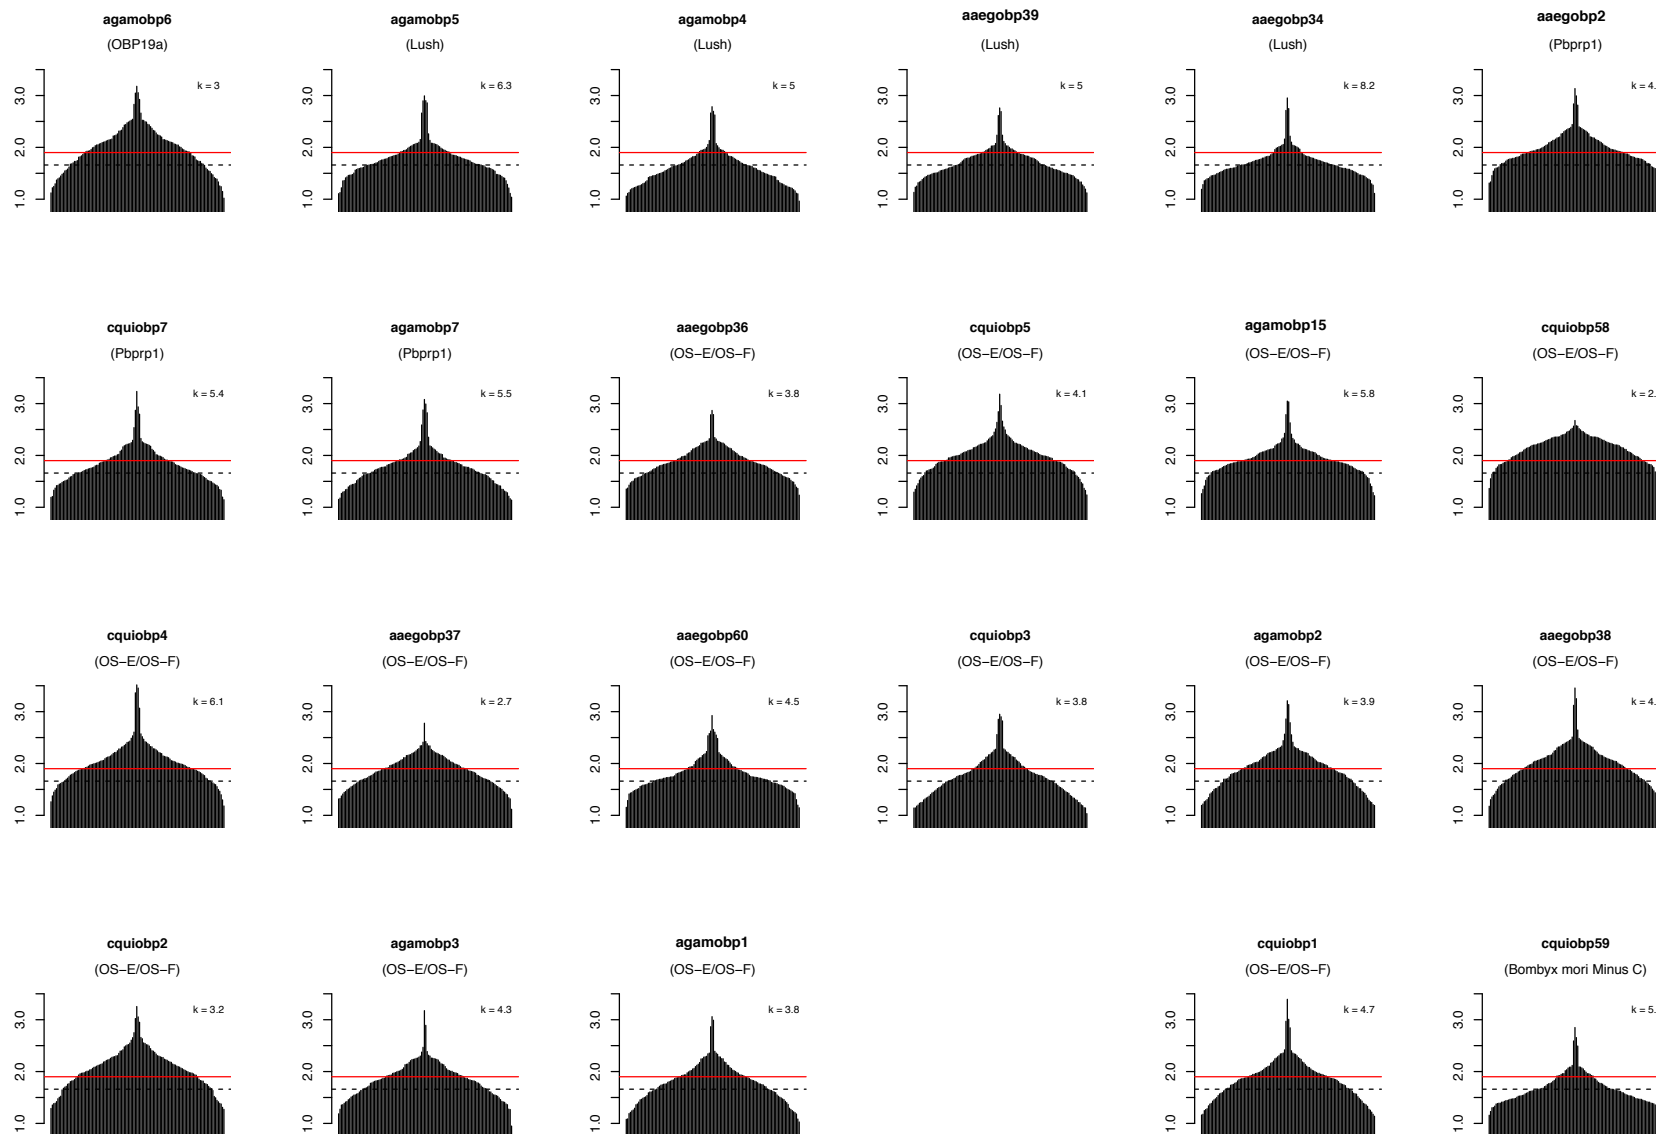 agamobp6
(OBP19a)
k = 3
3.0
2.0
1.0
agamobp5
(Lush)
k = 6.3
3.0
2.0
1.0
agamobp4
(Lush)
k = 5
3.0
2.0
1.0
aaegobp39
(Lush)
k = 5
3.0
2.0
1.0
aaegobp34
(Lush)
k = 8.2
3.0
2.0
1.0
aaegobp2
(Pbprp1)
k = 4.
3.0
2.0
1.0
cquiobp7
(Pbprp1)
k = 5.4
3.0
2.0
1.0
agamobp7
(Pbprp1)
k = 5.5
3.0
2.0
1.0
aaegobp36
(OS−E/OS−F)
k = 3.8
3.0
2.0
1.0
cquiobp5
(OS−E/OS−F)
k = 4.1
3.0
2.0
1.0
agamobp15
(OS−E/OS−F)
k = 5.8
3.0
2.0
1.0
cquiobp58
(OS−E/OS−F)
k = 2.
3.0
2.0
1.0
cquiobp4
(OS−E/OS−F)
k = 6.1
3.0
2.0
1.0
aaegobp37
(OS−E/OS−F)
k = 2.7
3.0
2.0
1.0
aaegobp60
(OS−E/OS−F)
k = 4.5
3.0
2.0
1.0
cquiobp3
(OS−E/OS−F)
k = 3.8
3.0
2.0
1.0
agamobp2
(OS−E/OS−F)
k = 3.9
3.0
2.0
1.0
aaegobp38
(OS−E/OS−F)
k = 4.
3.0
2.0
1.0
cquiobp2
(OS−E/OS−F)
k = 3.2
3.0
2.0
1.0
agamobp3
(OS−E/OS−F)
k = 4.3
3.0
2.0
1.0
agamobp1
(OS−E/OS−F)
k = 3.8
3.0
2.0
1.0
cquiobp1
(OS−E/OS−F)
k = 4.7
3.0
2.0
1.0
cquiobp59
(Bombyx mori Minus C)
k = 5.
3.0
2.0
1.0